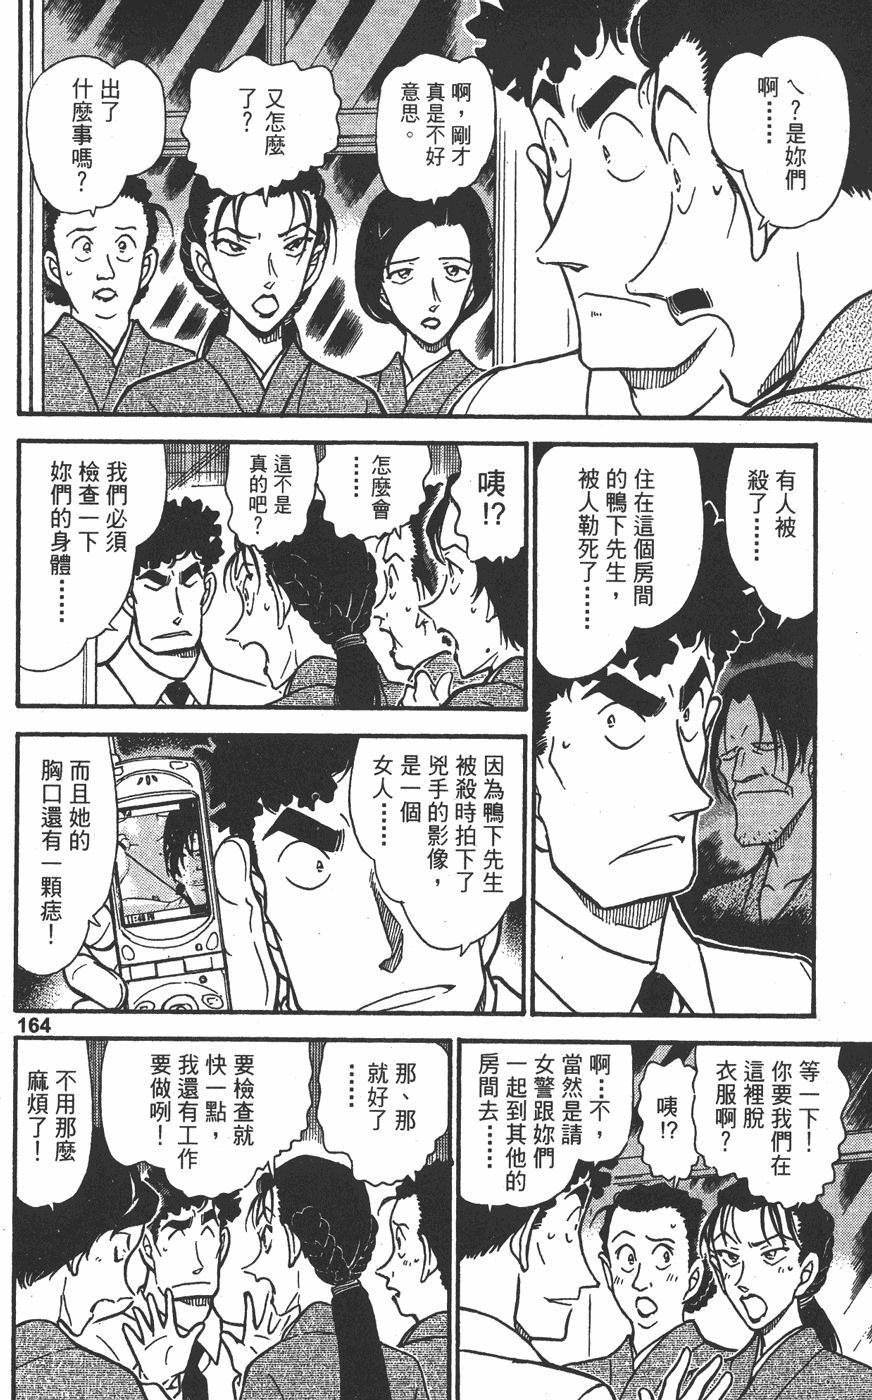 ㄟ?是妳們
啊……
啊,剛才
真是不好
意思。
又怎麼
了?
出了
什麼事嗎?
有人被
殺了……
住在這個房間
的鴨下先生,
被人勒死了……
咦!?
怎麼會
……
這不是
真的吧?
我們必須
檢查一下
妳們的身體……
因為鴨下先生
被殺時拍下了
兇手的影像,
是一個
女人……
而且她的
胸口還有一顆痣!
11:48 PM
164
等一下!
你要我們在
這裡脫
衣服啊?
咦!?
啊…不,
當然是請
女警跟妳們
一起到其他的
房間去……
那、那
就好了
……
要檢查就
快一點,
我還有工作
要做咧!
不用那麼
麻煩了!